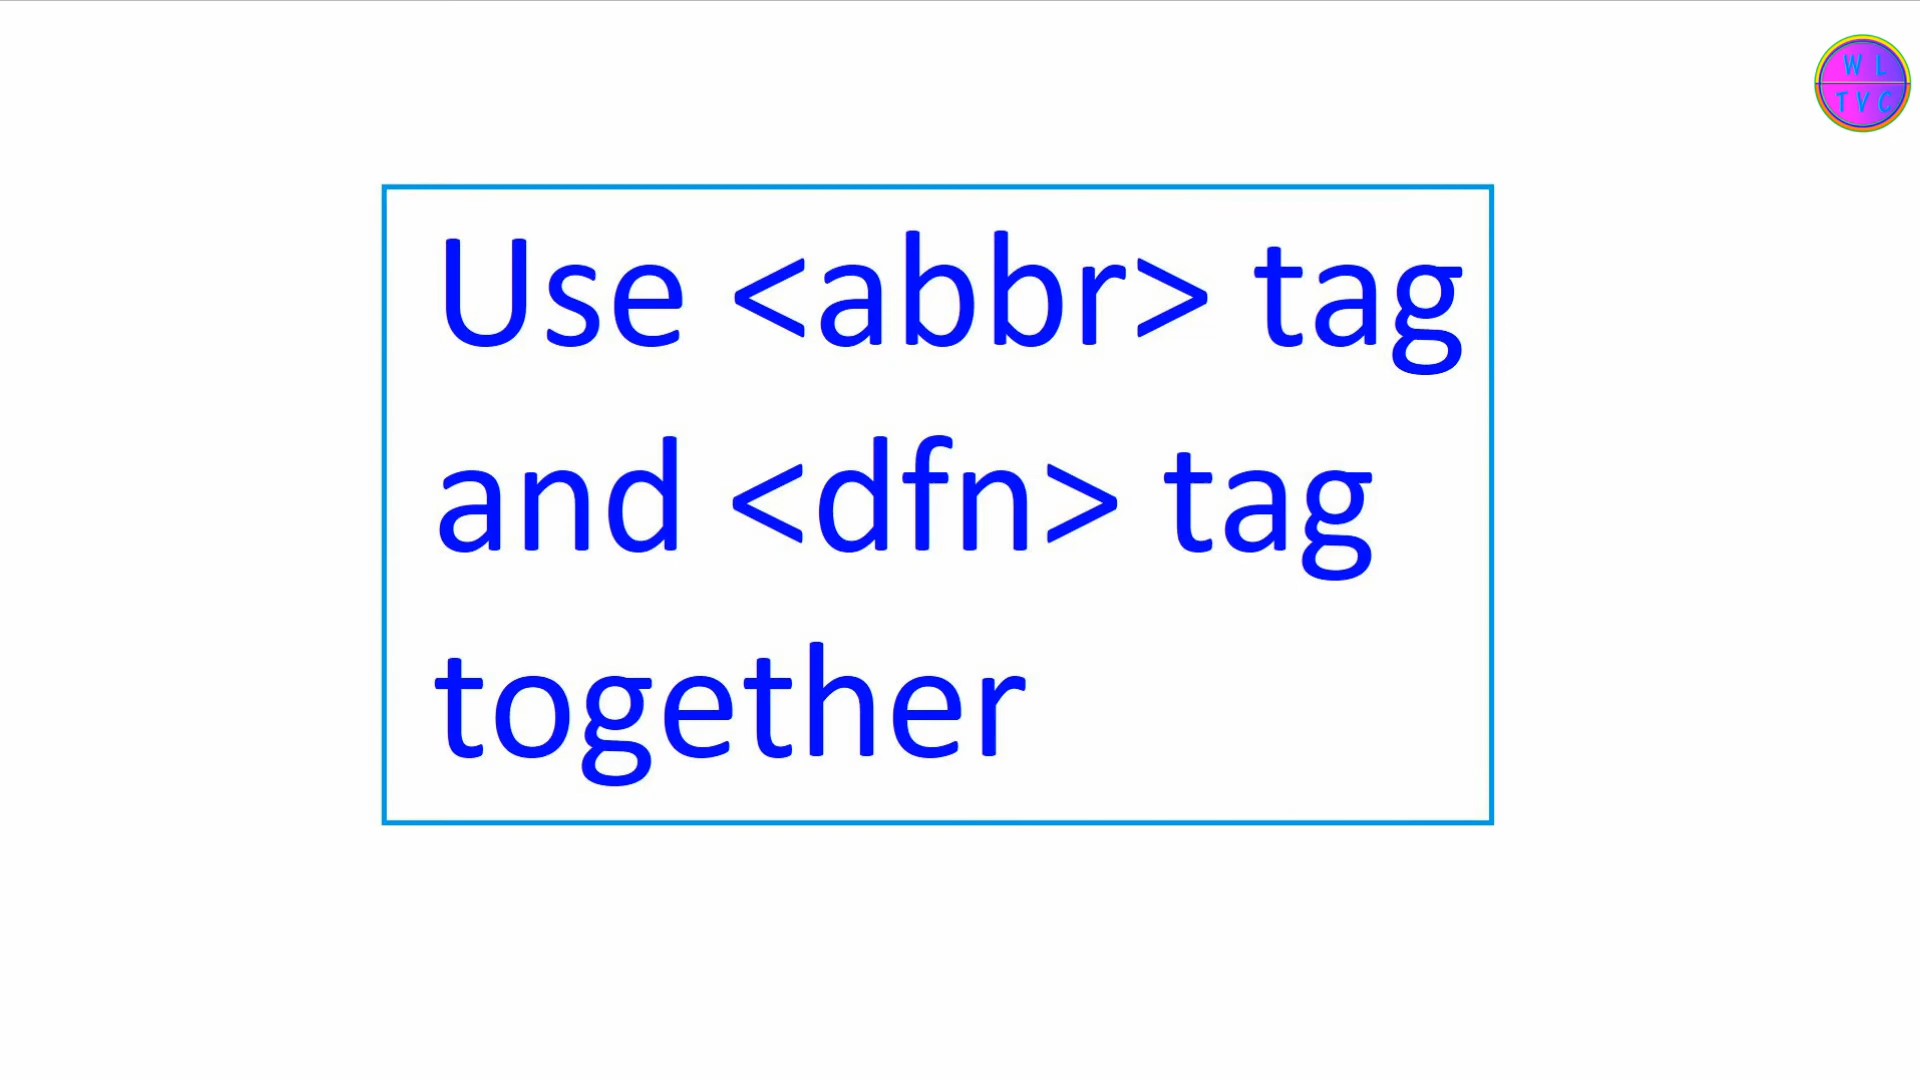 W L
T V C
Use <abbr> tag
and <dfn> tag
together